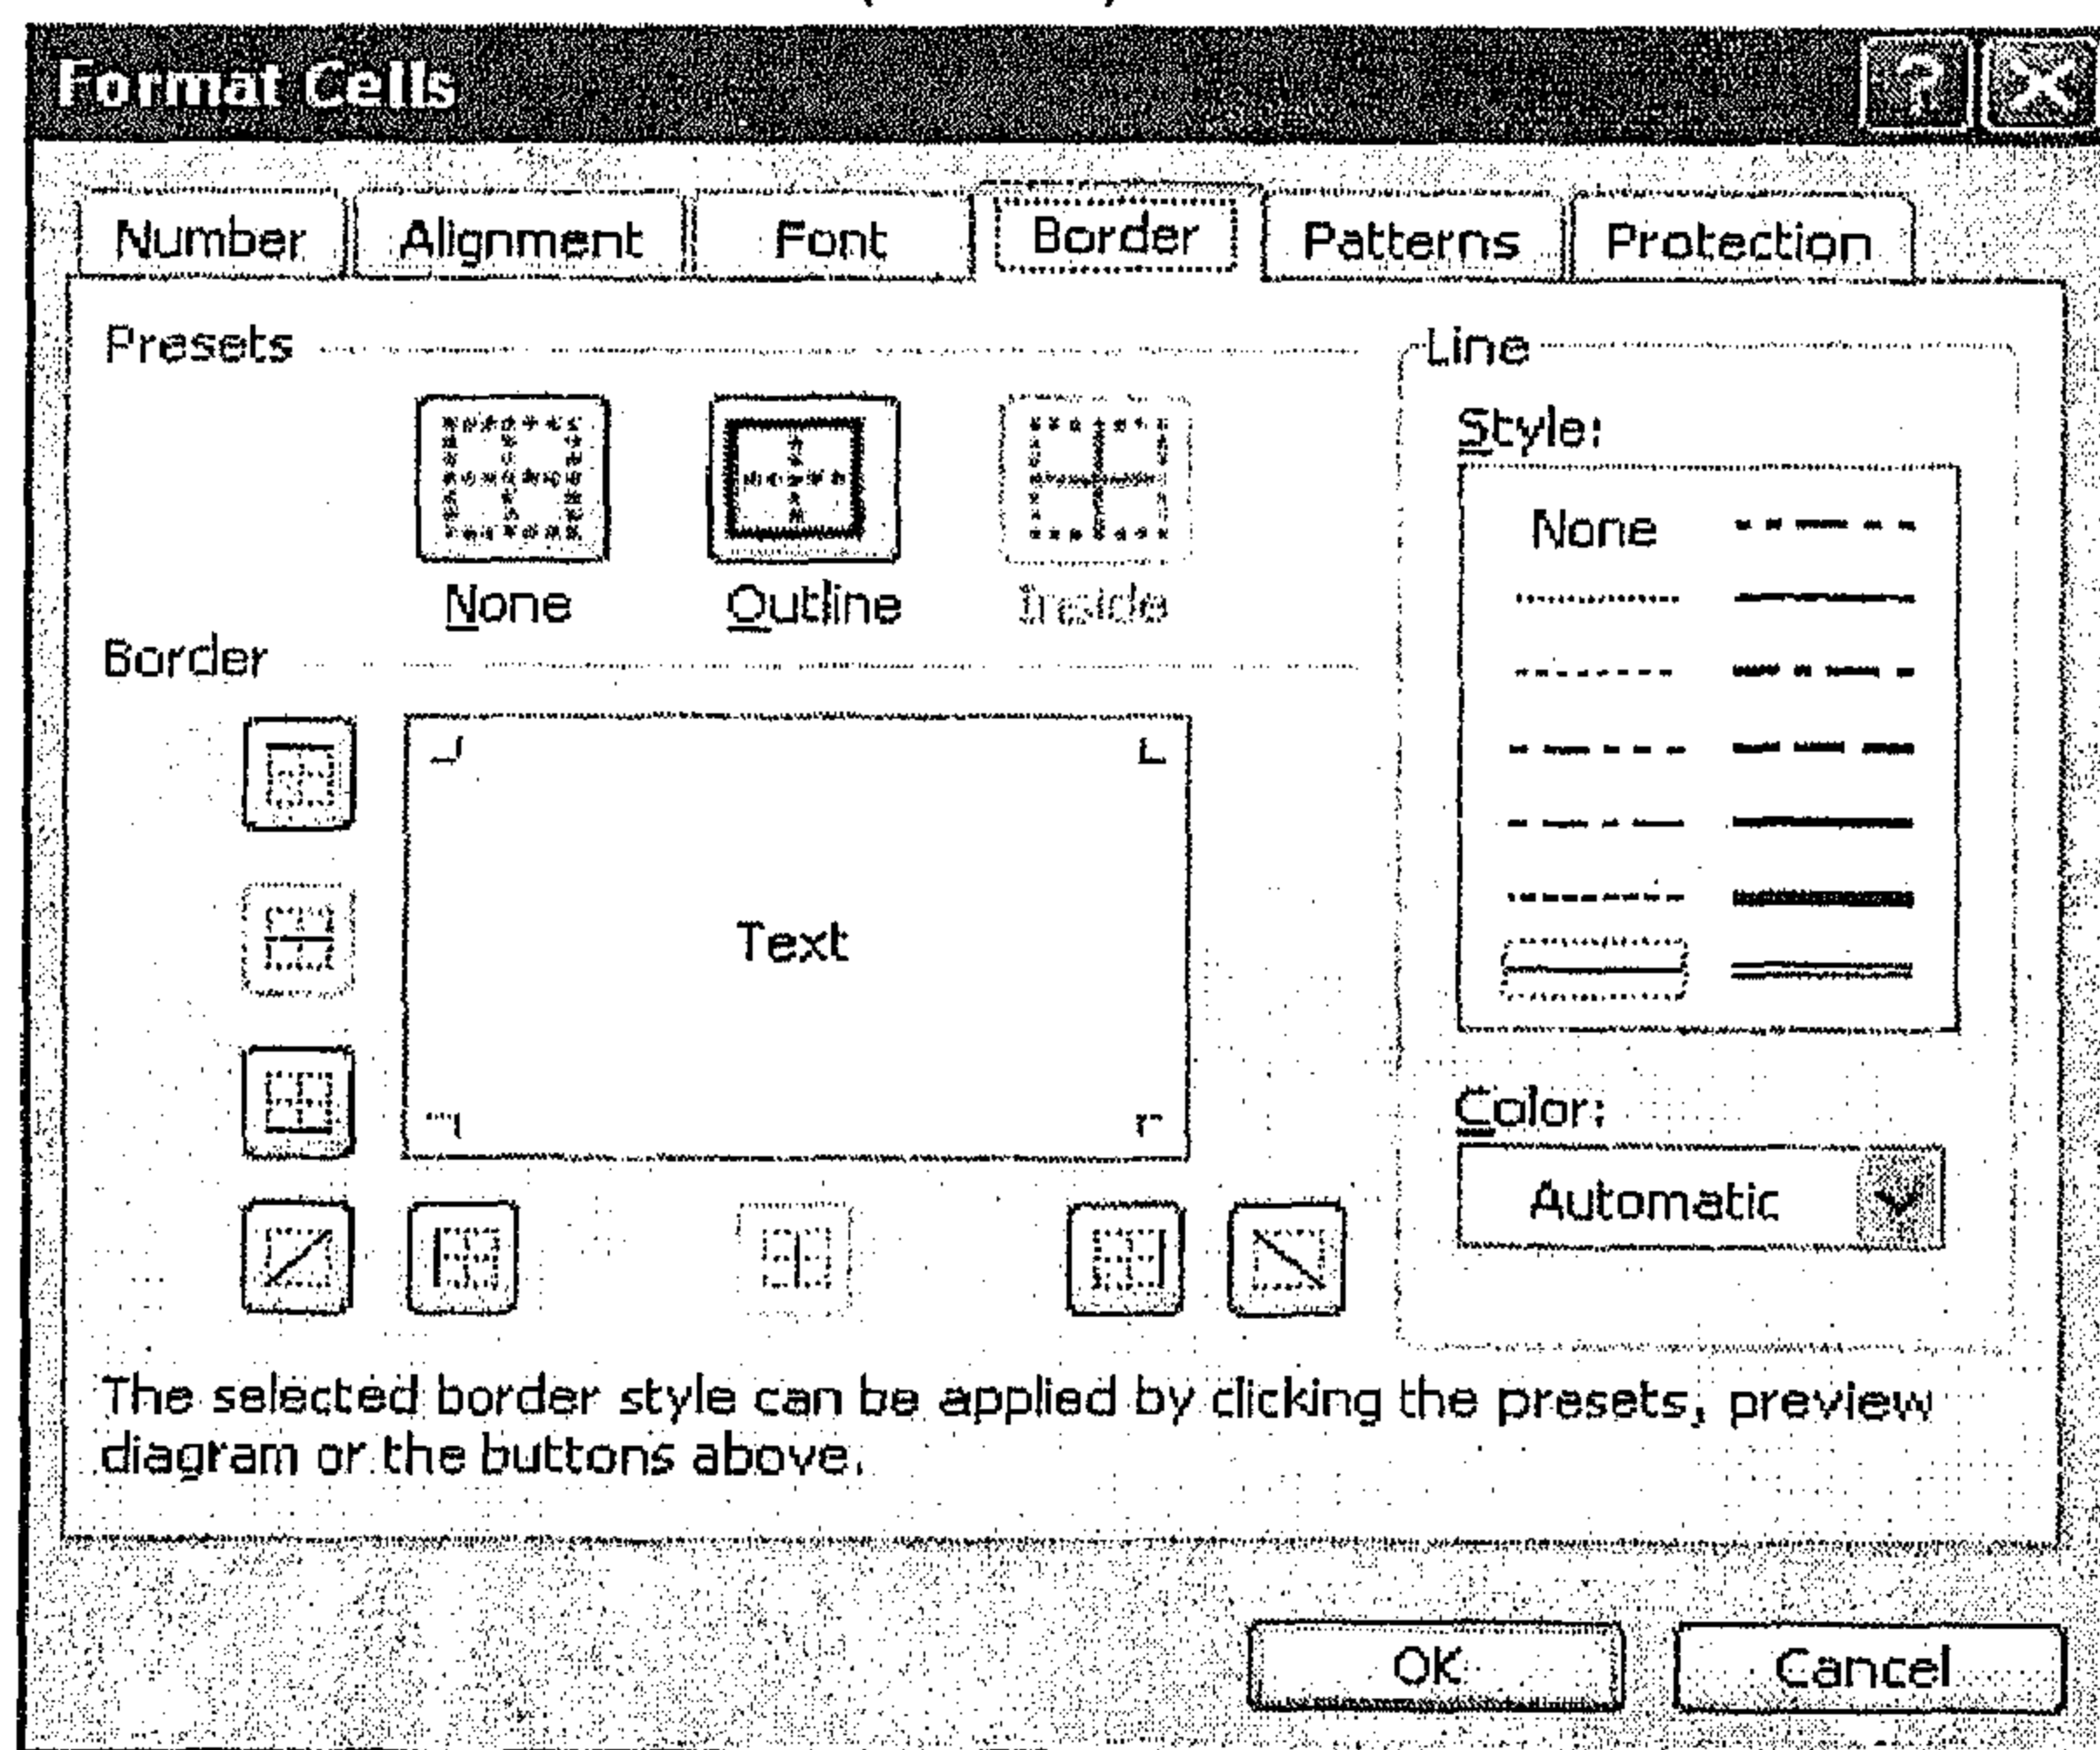 Format Cells
Number Alignment Font Border Patterns Protection
Presets
None Outline Inside
Border
Text
Line
Style:
None
Color:
Automatic
The selected border style can be applied by clicking the presets, preview
diagram or the buttons above.
OK Cancel